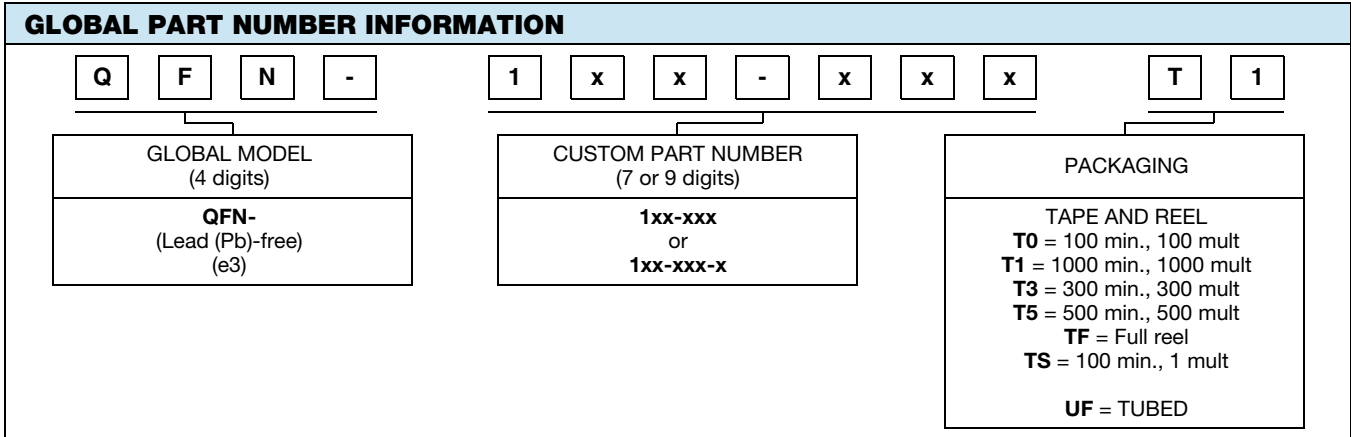 GLOBAL PART NUMBER INFORMATION
Q F N - 1 x x - x x x T 1
GLOBAL MODEL
(4 digits)
QFN-
(Lead (Pb)-free)
(e3)
CUSTOM PART NUMBER
(7 or 9 digits)
1xx-xxx
or
1xx-xxx-x
PACKAGING
TAPE AND REEL
T0 = 100 min., 100 mult
T1 = 1000 min., 1000 mult
T3 = 300 min., 300 mult
T5 = 500 min., 500 mult
TF = Full reel
TS = 100 min., 1 mult
UF = TUBED